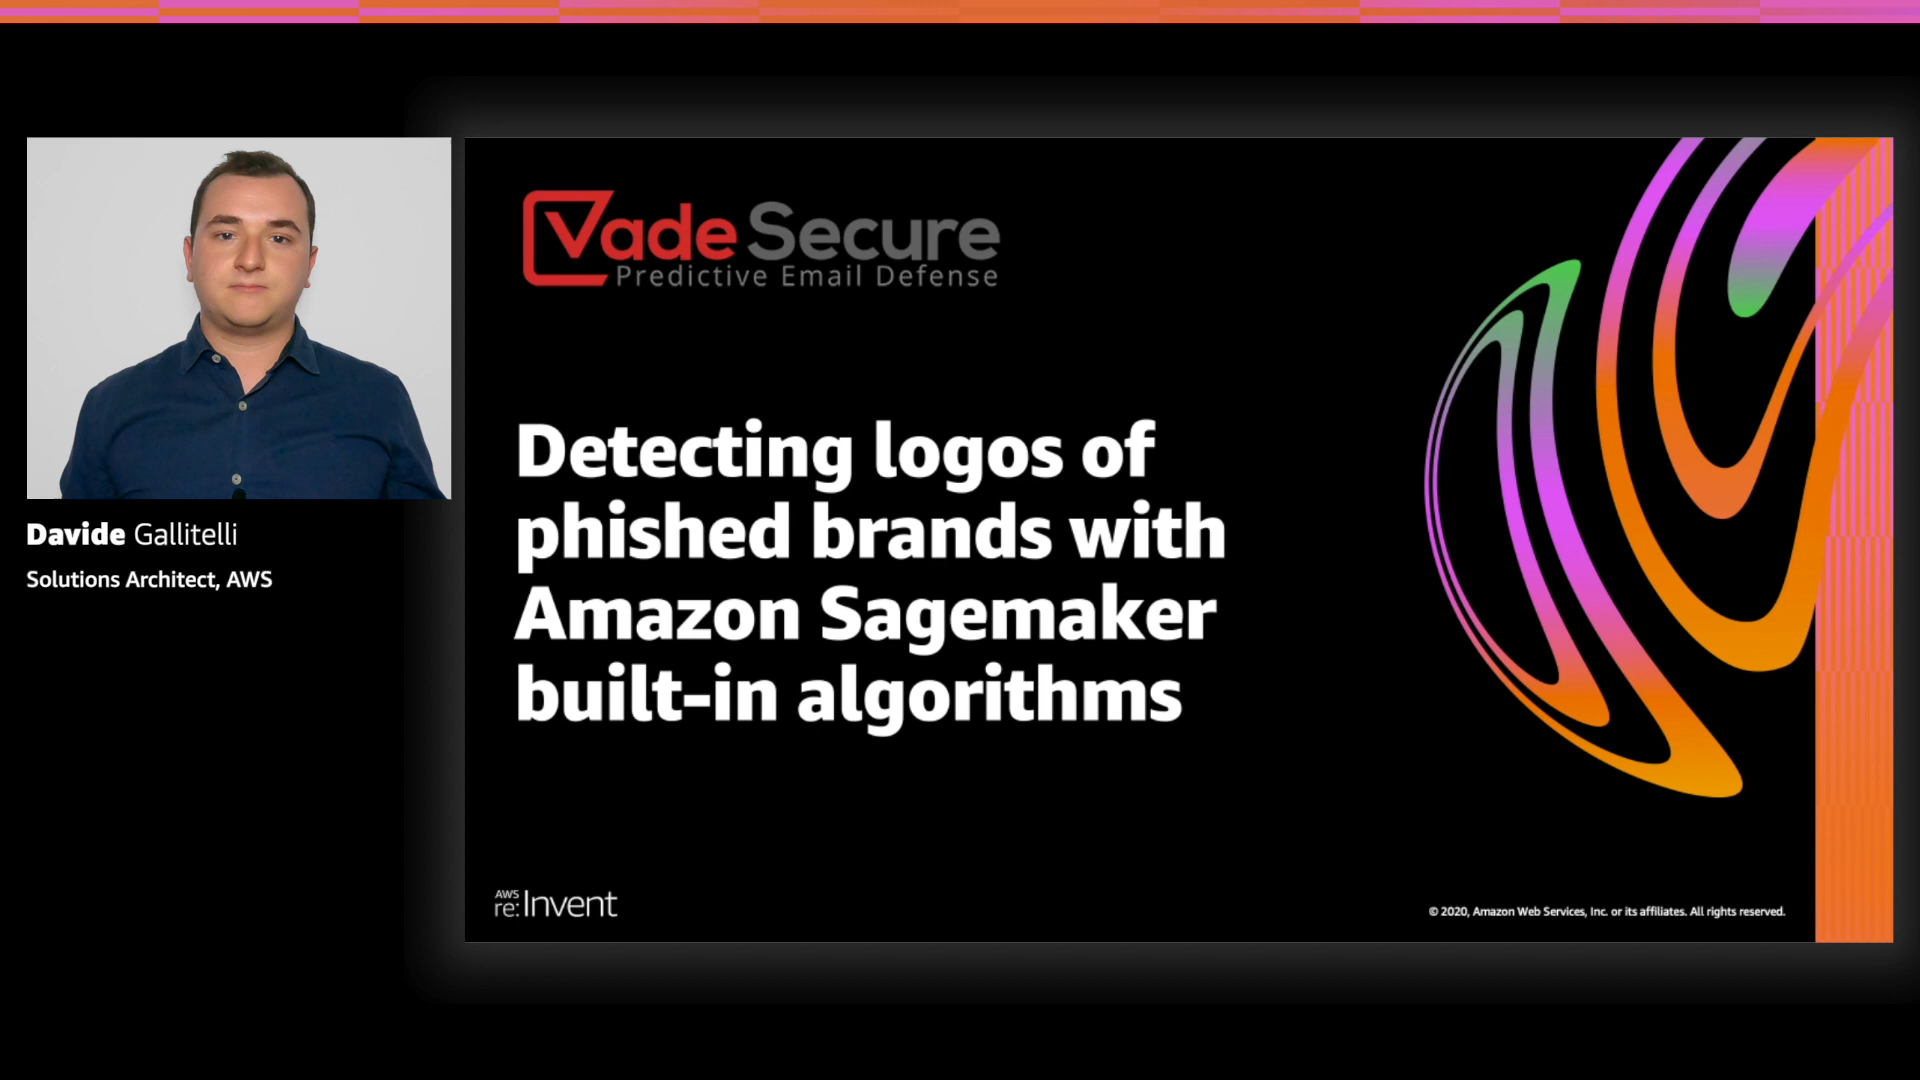 Vade Secure
Predictive Email Defense
Detecting logos of
phished brands with
Amazon Sagemaker
built-in algorithms
Davide Gallitelli
Solutions Architect, AWS
AWS
re:Invent
© 2020, Amazon Web Services, Inc. or its affiliates. All rights reserved.